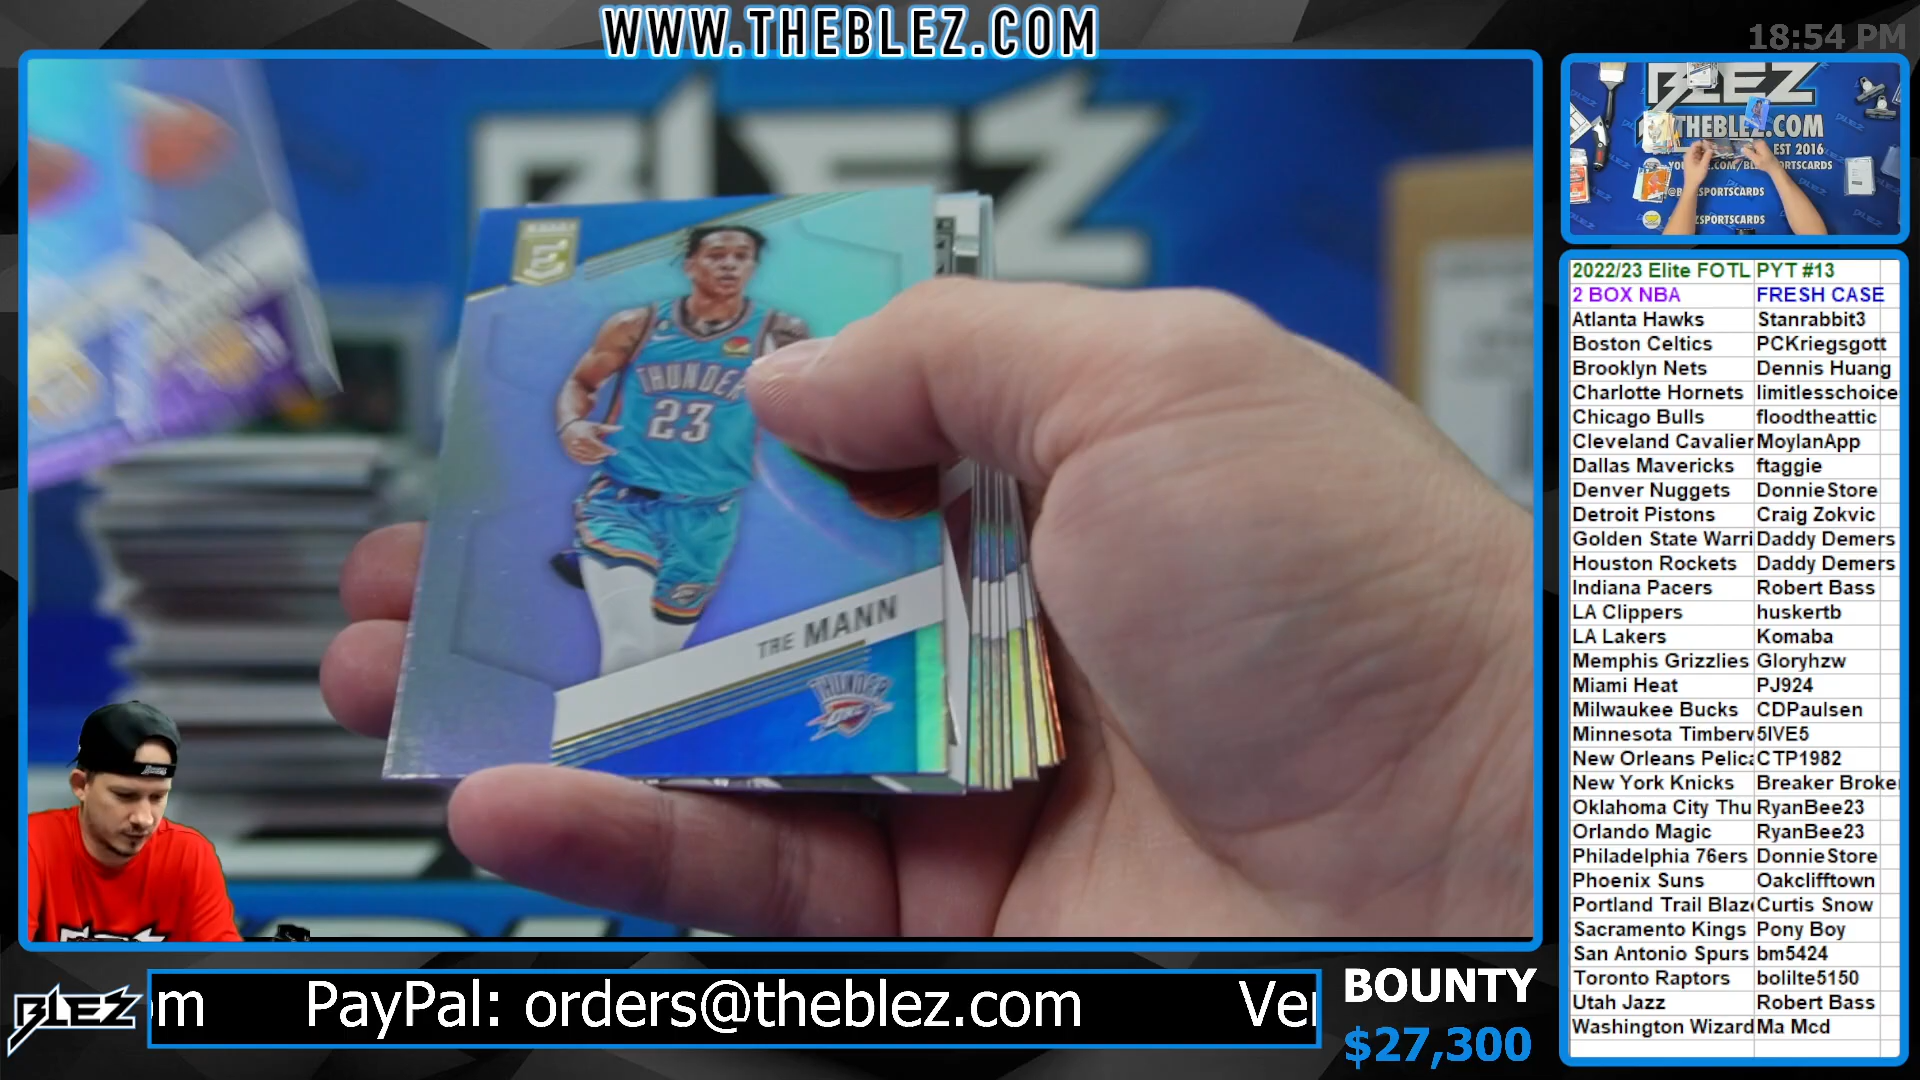 WWW.THEBLEZ.COM
18:54 PM
BLEZ
THUNDER
23
TRE MANN
THUNDER
OKC
BLEZ
THEBLEZ.COM
EST 2016
SPORTSCARDS
2022/23 Elite FOTL PYT #13
2 BOX NBA FRESH CASE
Atlanta Hawks Stanrabbit3
Boston Celtics PCKriegsgott
Brooklyn Nets Dennis Huang
Charlotte Hornets limitlesschoice
Chicago Bulls floodtheattic
Cleveland Cavalier MoylanApp
Dallas Mavericks ftaggie
Denver Nuggets DonnieStore
Detroit Pistons Craig Zokvic
Golden State Warri Daddy Demers
Houston Rockets Daddy Demers
Indiana Pacers Robert Bass
LA Clippers huskertb
LA Lakers Komaba
Memphis Grizzlies Gloryhzw
Miami Heat PJ924
Milwaukee Bucks CDPaulsen
Minnesota Timberv 5IVE5
New Orleans Pelica CTP1982
New York Knicks Breaker Broke
Oklahoma City Thu RyanBee23
Orlando Magic RyanBee23
Philadelphia 76ers DonnieStore
Phoenix Suns Oakclifftown
Portland Trail Blaz Curtis Snow
Sacramento Kings Pony Boy
San Antonio Spurs bm5424
Toronto Raptors bolilte5150
Utah Jazz Robert Bass
Washington Wizard Ma Mcd
BLEZ
om PayPal: orders@theblez.com Ve
BOUNTY
$27,300